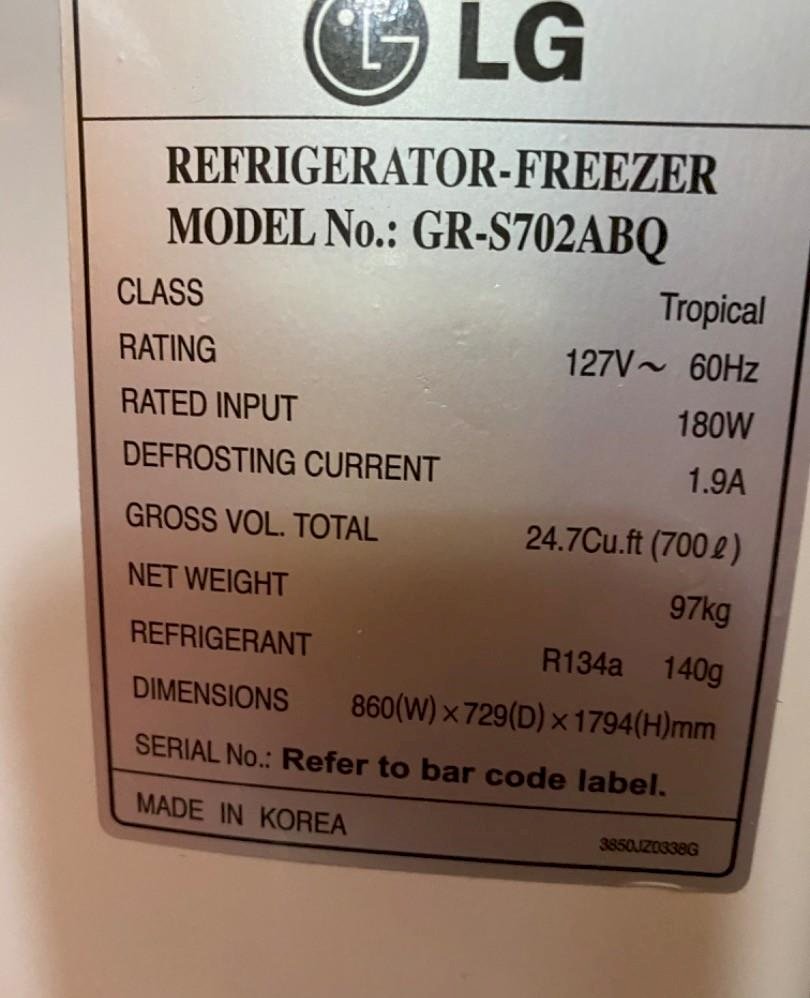 LG LG
REFRIGERATOR-FREEZER
MODEL No.: GR-S702ABQ
CLASS Tropical
RATING 127V~ 60Hz
RATED INPUT 180W
DEFROSTING CURRENT 1.9A
GROSS VOL. TOTAL 24.7Cu.ft (700ℓ)
NET WEIGHT 97kg
REFRIGERANT R134a 140g
DIMENSIONS 860(W)×729(D)×1794(H)mm
SERIAL No.: Refer to bar code label.
MADE IN KOREA 3850JZ0338G